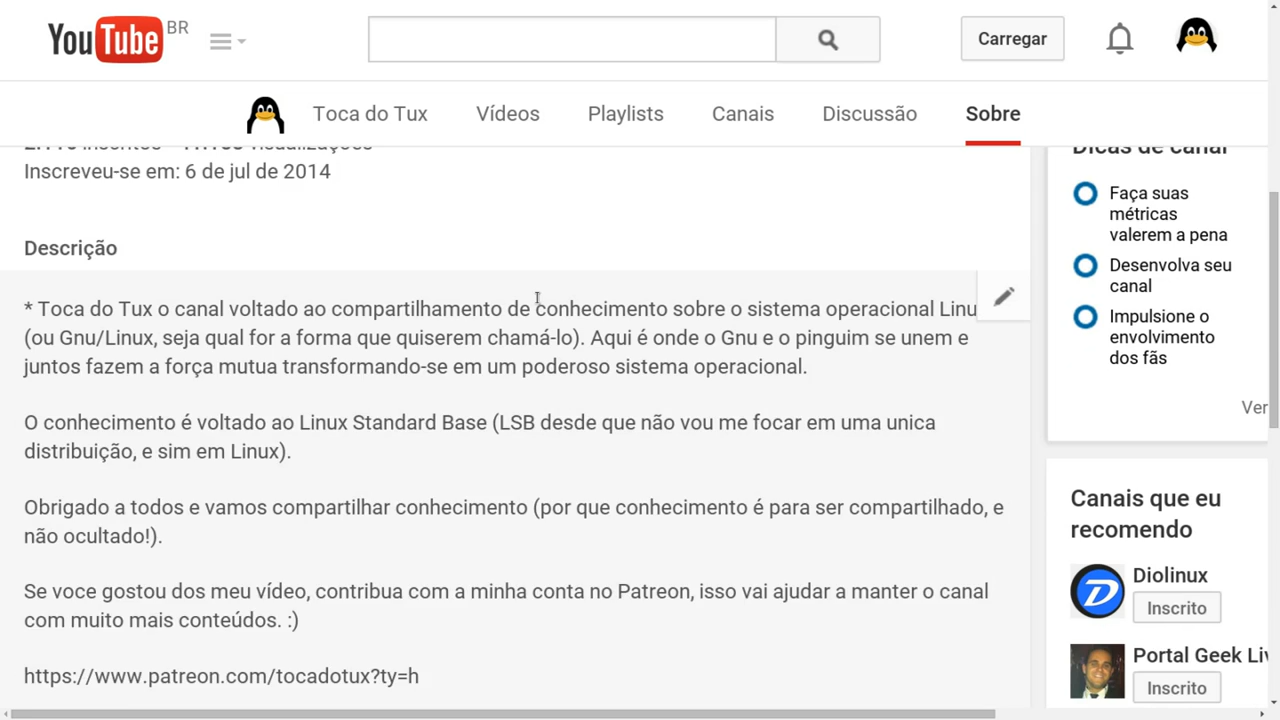 YouTube BR
Carregar
Toca do Tux Vídeos Playlists Canais Discussão Sobre
Inscreveu-se em: 6 de jul de 2014
Descrição
* Toca do Tux o canal voltado ao compartilhamento de conhecimento sobre o sistema operacional Linu
(ou Gnu/Linux, seja qual for a forma que quiserem chamá-lo). Aqui é onde o Gnu e o pinguim se unem e
juntos fazem a força mutua transformando-se em um poderoso sistema operacional.
O conhecimento é voltado ao Linux Standard Base (LSB desde que não vou me focar em uma unica
distribuição, e sim em Linux).
Obrigado a todos e vamos compartilhar conhecimento (por que conhecimento é para ser compartilhado, e
não ocultado!).
Se voce gostou dos meu vídeo, contribua com a minha conta no Patreon, isso vai ajudar a manter o canal
com muito mais conteúdos. :)
https://www.patreon.com/tocadotux?ty=h
Dicas de canal
Faça suas
métricas
valerem a pena
Desenvolva seu
canal
Impulsione o
envolvimento
dos fãs
Ver
Canais que eu
recomendo
Diolinux
Inscrito
Portal Geek Liv
Inscrito